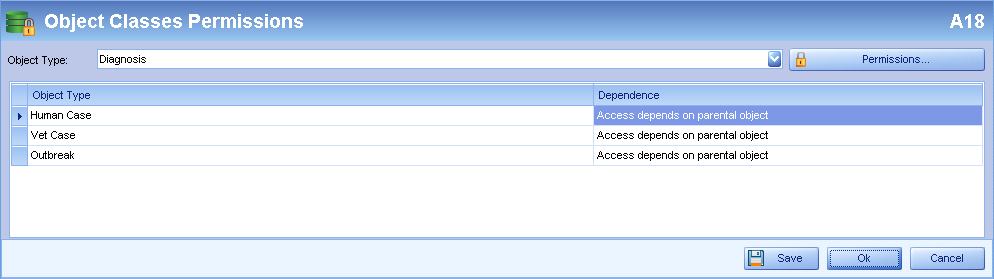 Object Classes Permissions A18
Object Type: Diagnosis Permissions...
Object Type Dependence
Human Case Access depends on parental object
Vet Case Access depends on parental object
Outbreak Access depends on parental object
Save Ok Cancel